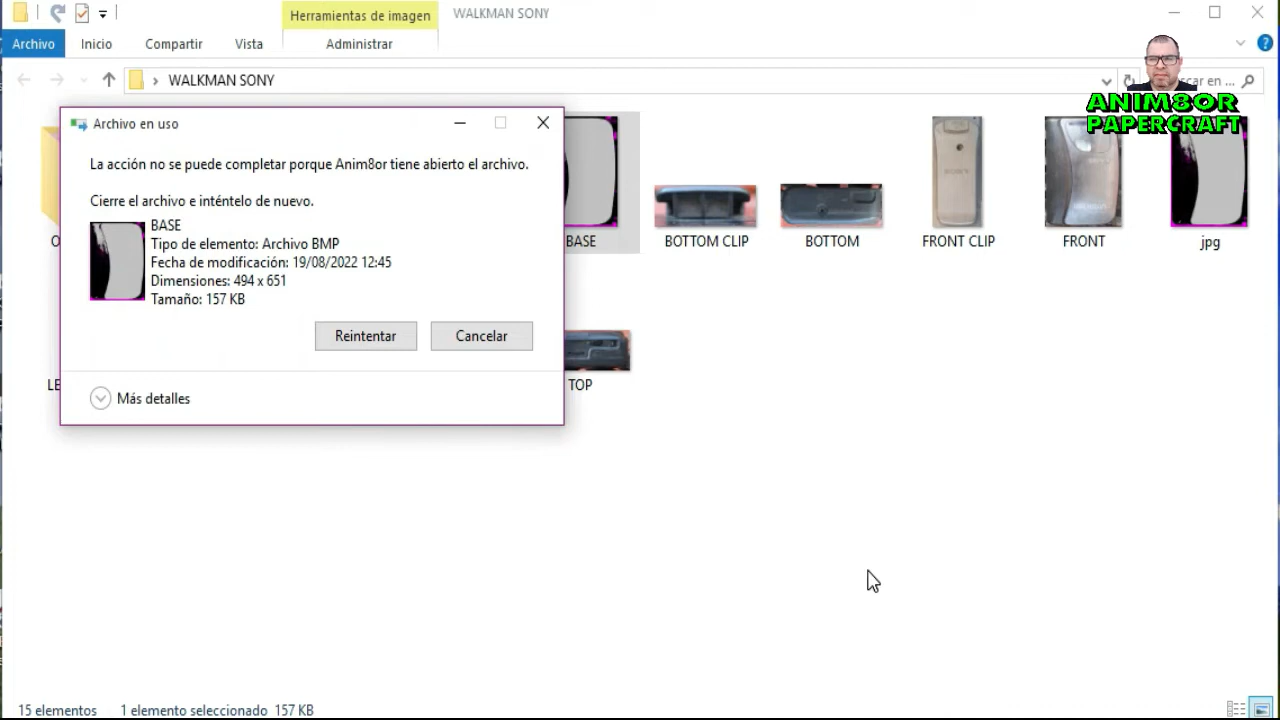 Herramientas de imagen
WALKMAN SONY
Archivo
Inicio
Compartir
Vista
Administrar
WALKMAN SONY
ANIM8OR
PAPERCRAFT
Archivo en uso
La acción no se puede completar porque Anim8or tiene abierto el archivo.
Cierre el archivo e inténtelo de nuevo.
BASE
Tipo de elemento: Archivo BMP
Fecha de modificación: 19/08/2022 12:45
Dimensiones: 494 x 651
Tamaño: 157 KB
Reintentar
Cancelar
Más detalles
BASE
BOTTOM CLIP
BOTTOM
FRONT CLIP
FRONT
jpg
TOP
15 elementos
1 elemento seleccionado 157 KB